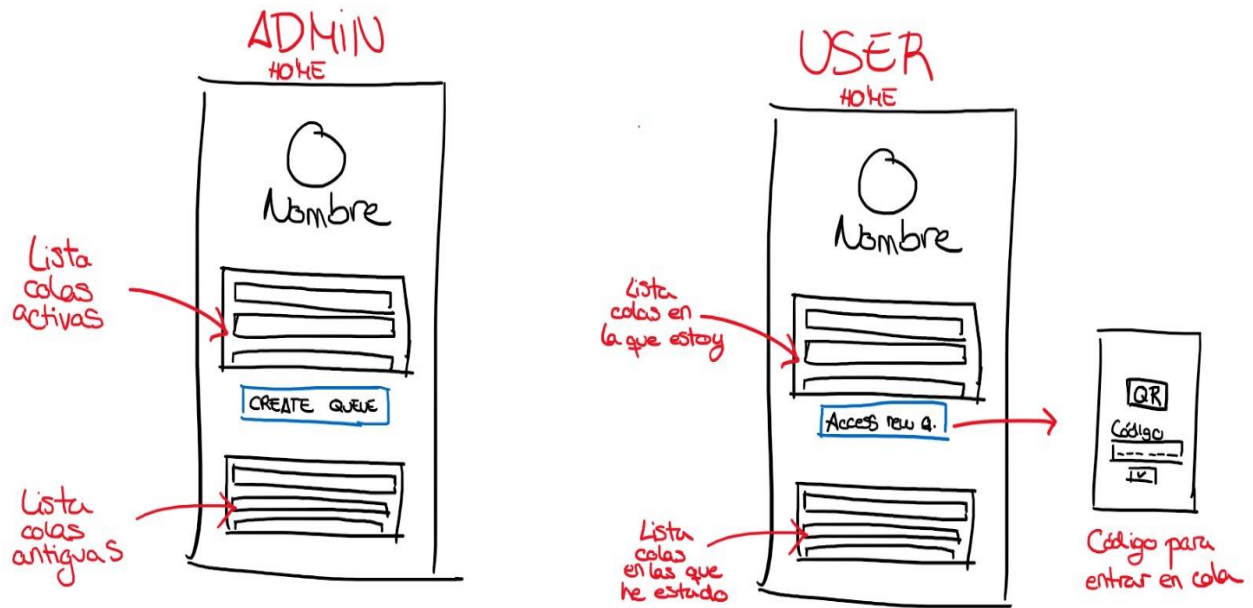 ADMIN
HOME
Nombre
Lista
colas
activas
CREATE QUEUE
Lista
colas
antiguas
USER
HOME
Nombre
Lista
colas en
la que estoy
Access new Q.
Lista
colas
en las que
he estado
QR
Código
Código para
entrar en cola